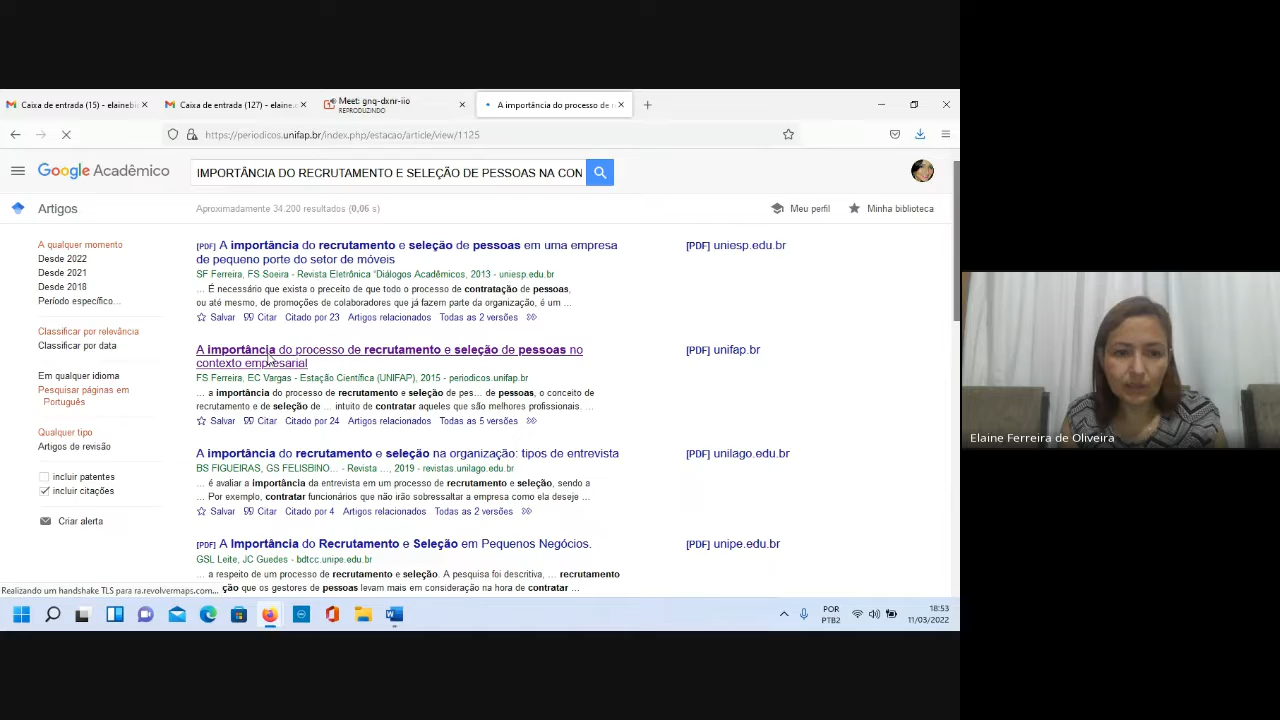 Caixa de entrada (15) - elainebi
Caixa de entrada (127) - elaine.c
Meet: gnq-dxnr-iio
REPRODUZINDO
A importância do processo de r
https://periodicos.unifap.br/index.php/estacao/article/view/1125
Google Acadêmico
IMPORTÂNCIA DO RECRUTAMENTO E SELEÇÃO DE PESSOAS NA CON
Artigos
Aproximadamente 34.200 resultados (0,06 s)
Meu perfil
Minha biblioteca
A qualquer momento
Desde 2022
Desde 2021
Desde 2018
Período específico...
Classificar por relevância
Classificar por data
Em qualquer idioma
Pesquisar páginas em
Português
Qualquer tipo
Artigos de revisão
incluir patentes
incluir citações
Criar alerta
[PDF] A importância do recrutamento e seleção de pessoas em uma empresa
de pequeno porte do setor de móveis
SF Ferreira, FS Soeira - Revista Eletrônica "Diálogos Acadêmicos, 2013 - uniesp.edu.br
... É necessário que exista o preceito de que todo o processo de contratação de pessoas,
ou até mesmo, de promoções de colaboradores que já fazem parte da organização, é um ...
Salvar Citar Citado por 23 Artigos relacionados Todas as 2 versões
[PDF] uniesp.edu.br
A importância do processo de recrutamento e seleção de pessoas no
contexto empresarial
FS Ferreira, EC Vargas - Estação Científica (UNIFAP), 2015 - periodicos.unifap.br
... a importância do processo de recrutamento e seleção de pes... de pessoas, o conceito de
recrutamento e de seleção de ... intuito de contratar aqueles que são melhores profissionais. ...
Salvar Citar Citado por 24 Artigos relacionados Todas as 5 versões
[PDF] unifap.br
A importância do recrutamento e seleção na organização: tipos de entrevista
BS FIGUEIRAS, GS FELISBINO... - Revista ..., 2019 - revistas.unilago.edu.br
... é avaliar a importância da entrevista em um processo de recrutamento e seleção, sendo a
... Por exemplo, contratar funcionários que não irão sobressaltar a empresa como ela deseje ...
Salvar Citar Citado por 4 Artigos relacionados Todas as 2 versões
[PDF] unilago.edu.br
[PDF] A Importância do Recrutamento e Seleção em Pequenos Negócios.
GSL Leite, JC Guedes - bdtcc.unipe.edu.br
... a respeito de um processo de recrutamento e seleção. A pesquisa foi descritiva, ... recrutamento
ção que os gestores de pessoas levam mais em consideração na hora de contratar ...
[PDF] unipe.edu.br
Realizando um handshake TLS para ra.revolvermaps.com...
POR
PTB2
18:53
11/03/2022
Elaine Ferreira de Oliveira